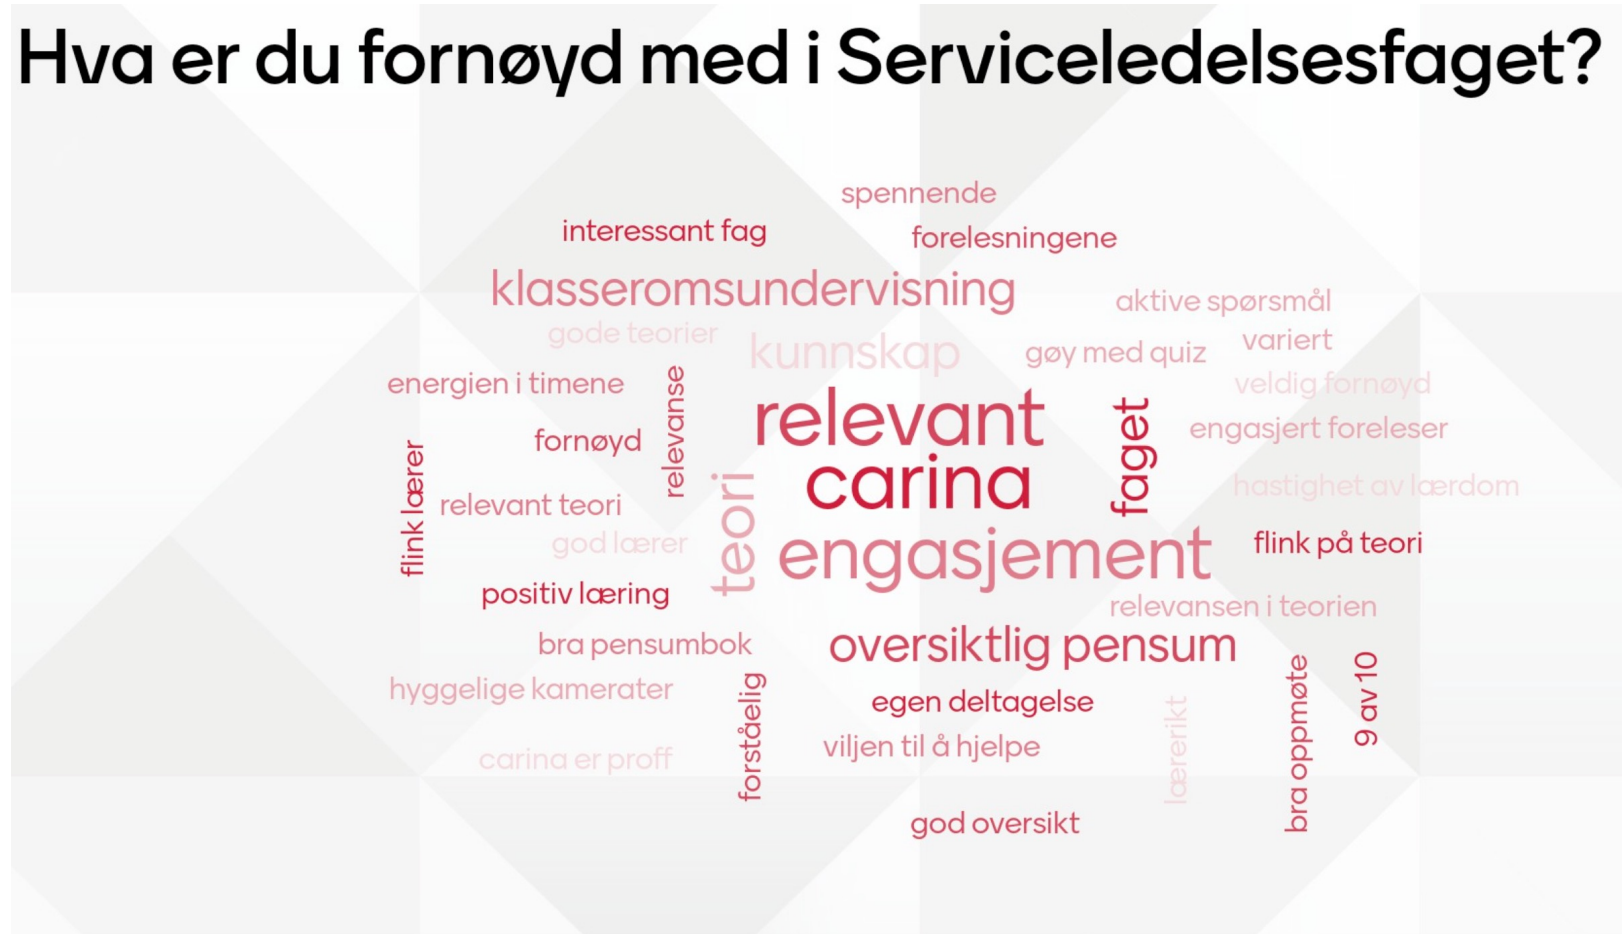 Hva er du fornøyd med i Serviceledelsesfaget?
spennende
interessant fag
forelesningene
klasseromsundervisning
aktive spørsmål
gode teorier
kunnskap
gøy med quiz
variert
energien i timene
relevanse
relevant
faget
veldig fornøyd
fornøyd
engasjert foreleser
flink lærer
relevant teori
teori
carina
hastighet av lærdom
god lærer
engasjement
flink på teori
positiv læring
relevansen i teorien
bra pensumbok
oversiktlig pensum
hyggelige kamerater
forståelig
egen deltagelse
lærerikt
bra oppmøte
9 av 10
carina er proff
viljen til å hjelpe
god oversikt